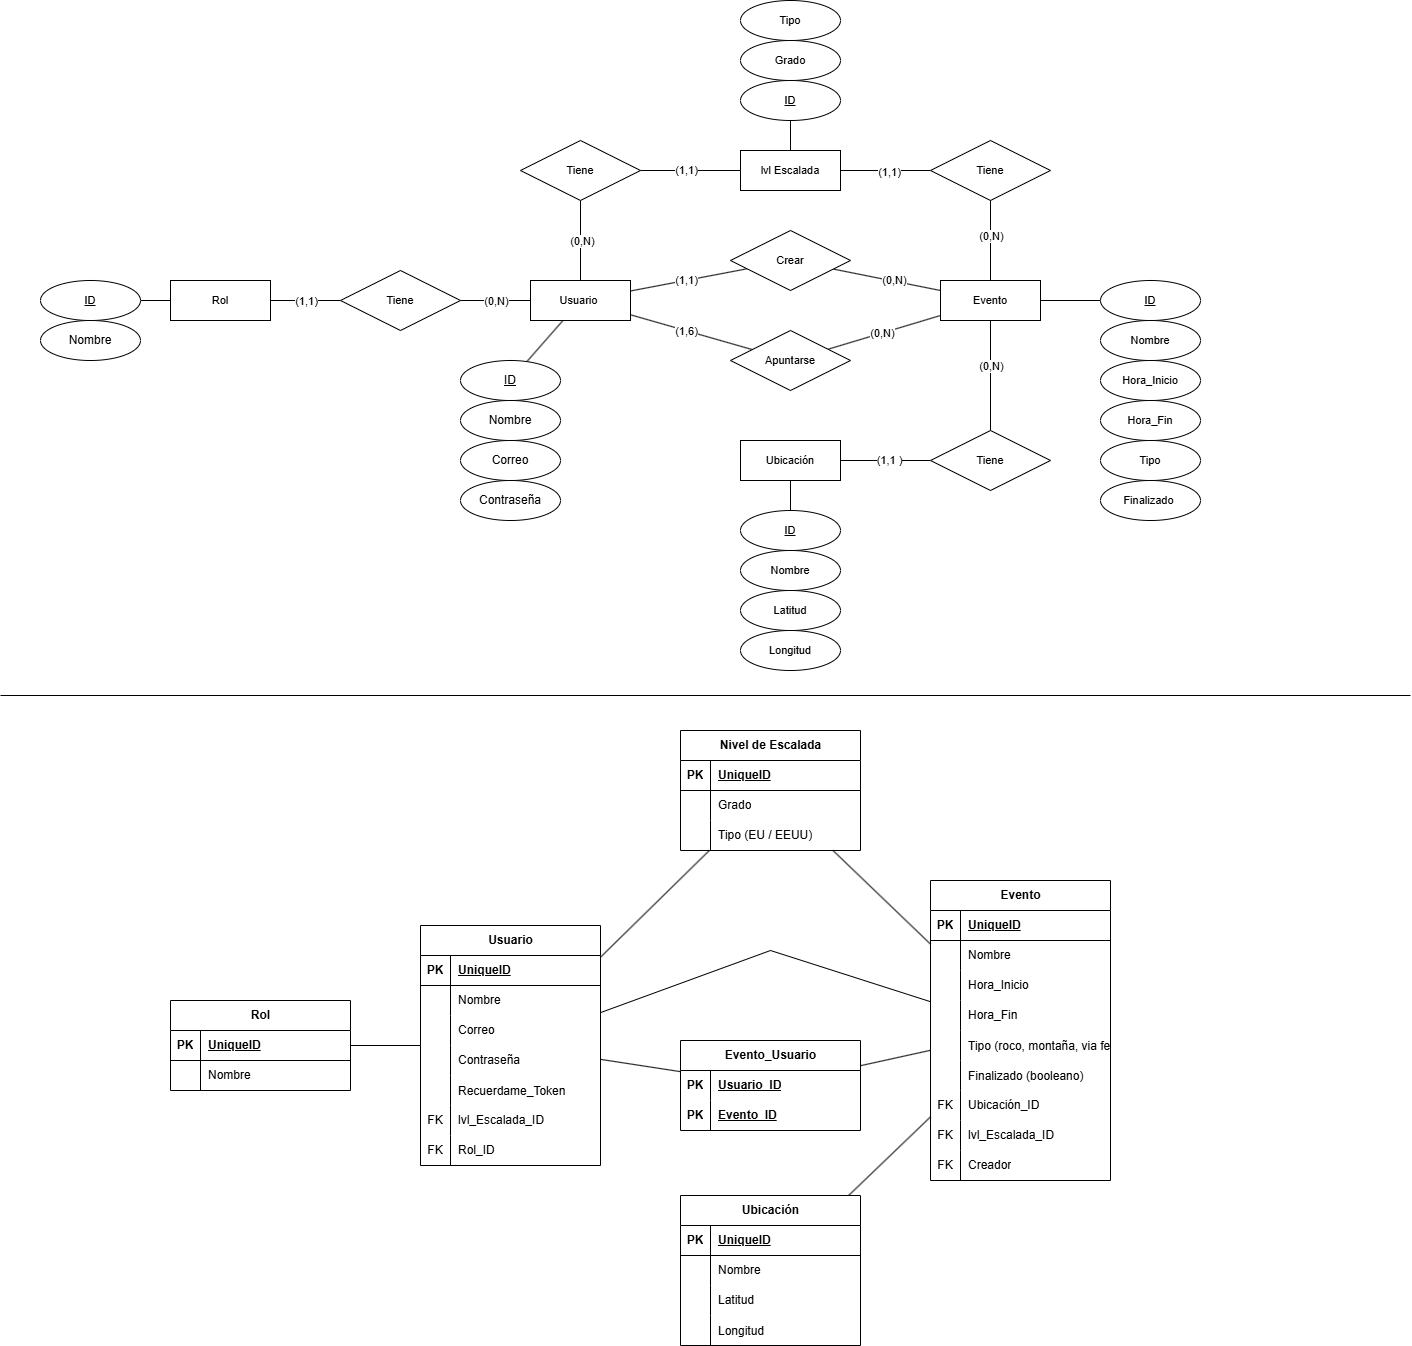 Tipo
Grado
ID
Tiene
(1,1)
lvl Escalada
(1,1)
Tiene
(0,N)
(0,N)
Crear
(1,1)
(0,N)
ID
Rol
(1,1)
Tiene
(0,N)
Usuario
Evento
ID
Nombre
(1,6)
(0,N)
Nombre
Apuntarse
(0,N)
ID
Hora_Inicio
Nombre
Hora_Fin
Correo
Ubicación
(1,1 )
Tiene
Tipo
Contraseña
Finalizado
ID
Nombre
Latitud
Longitud
Nivel de Escalada
PK UniqueID
Grado
Tipo (EU / EEUU)
Evento
PK UniqueID
Nombre
Hora_Inicio
Hora_Fin
Tipo (roco, montaña, via fe
Finalizado (booleano)
FK Ubicación_ID
FK lvl_Escalada_ID
FK Creador
Usuario
PK UniqueID
Nombre
Correo
Contraseña
Recuerdame_Token
FK lvl_Escalada_ID
FK Rol_ID
Rol
PK UniqueID
Nombre
Evento_Usuario
PK Usuario_ID
PK Evento_ID
Ubicación
PK UniqueID
Nombre
Latitud
Longitud